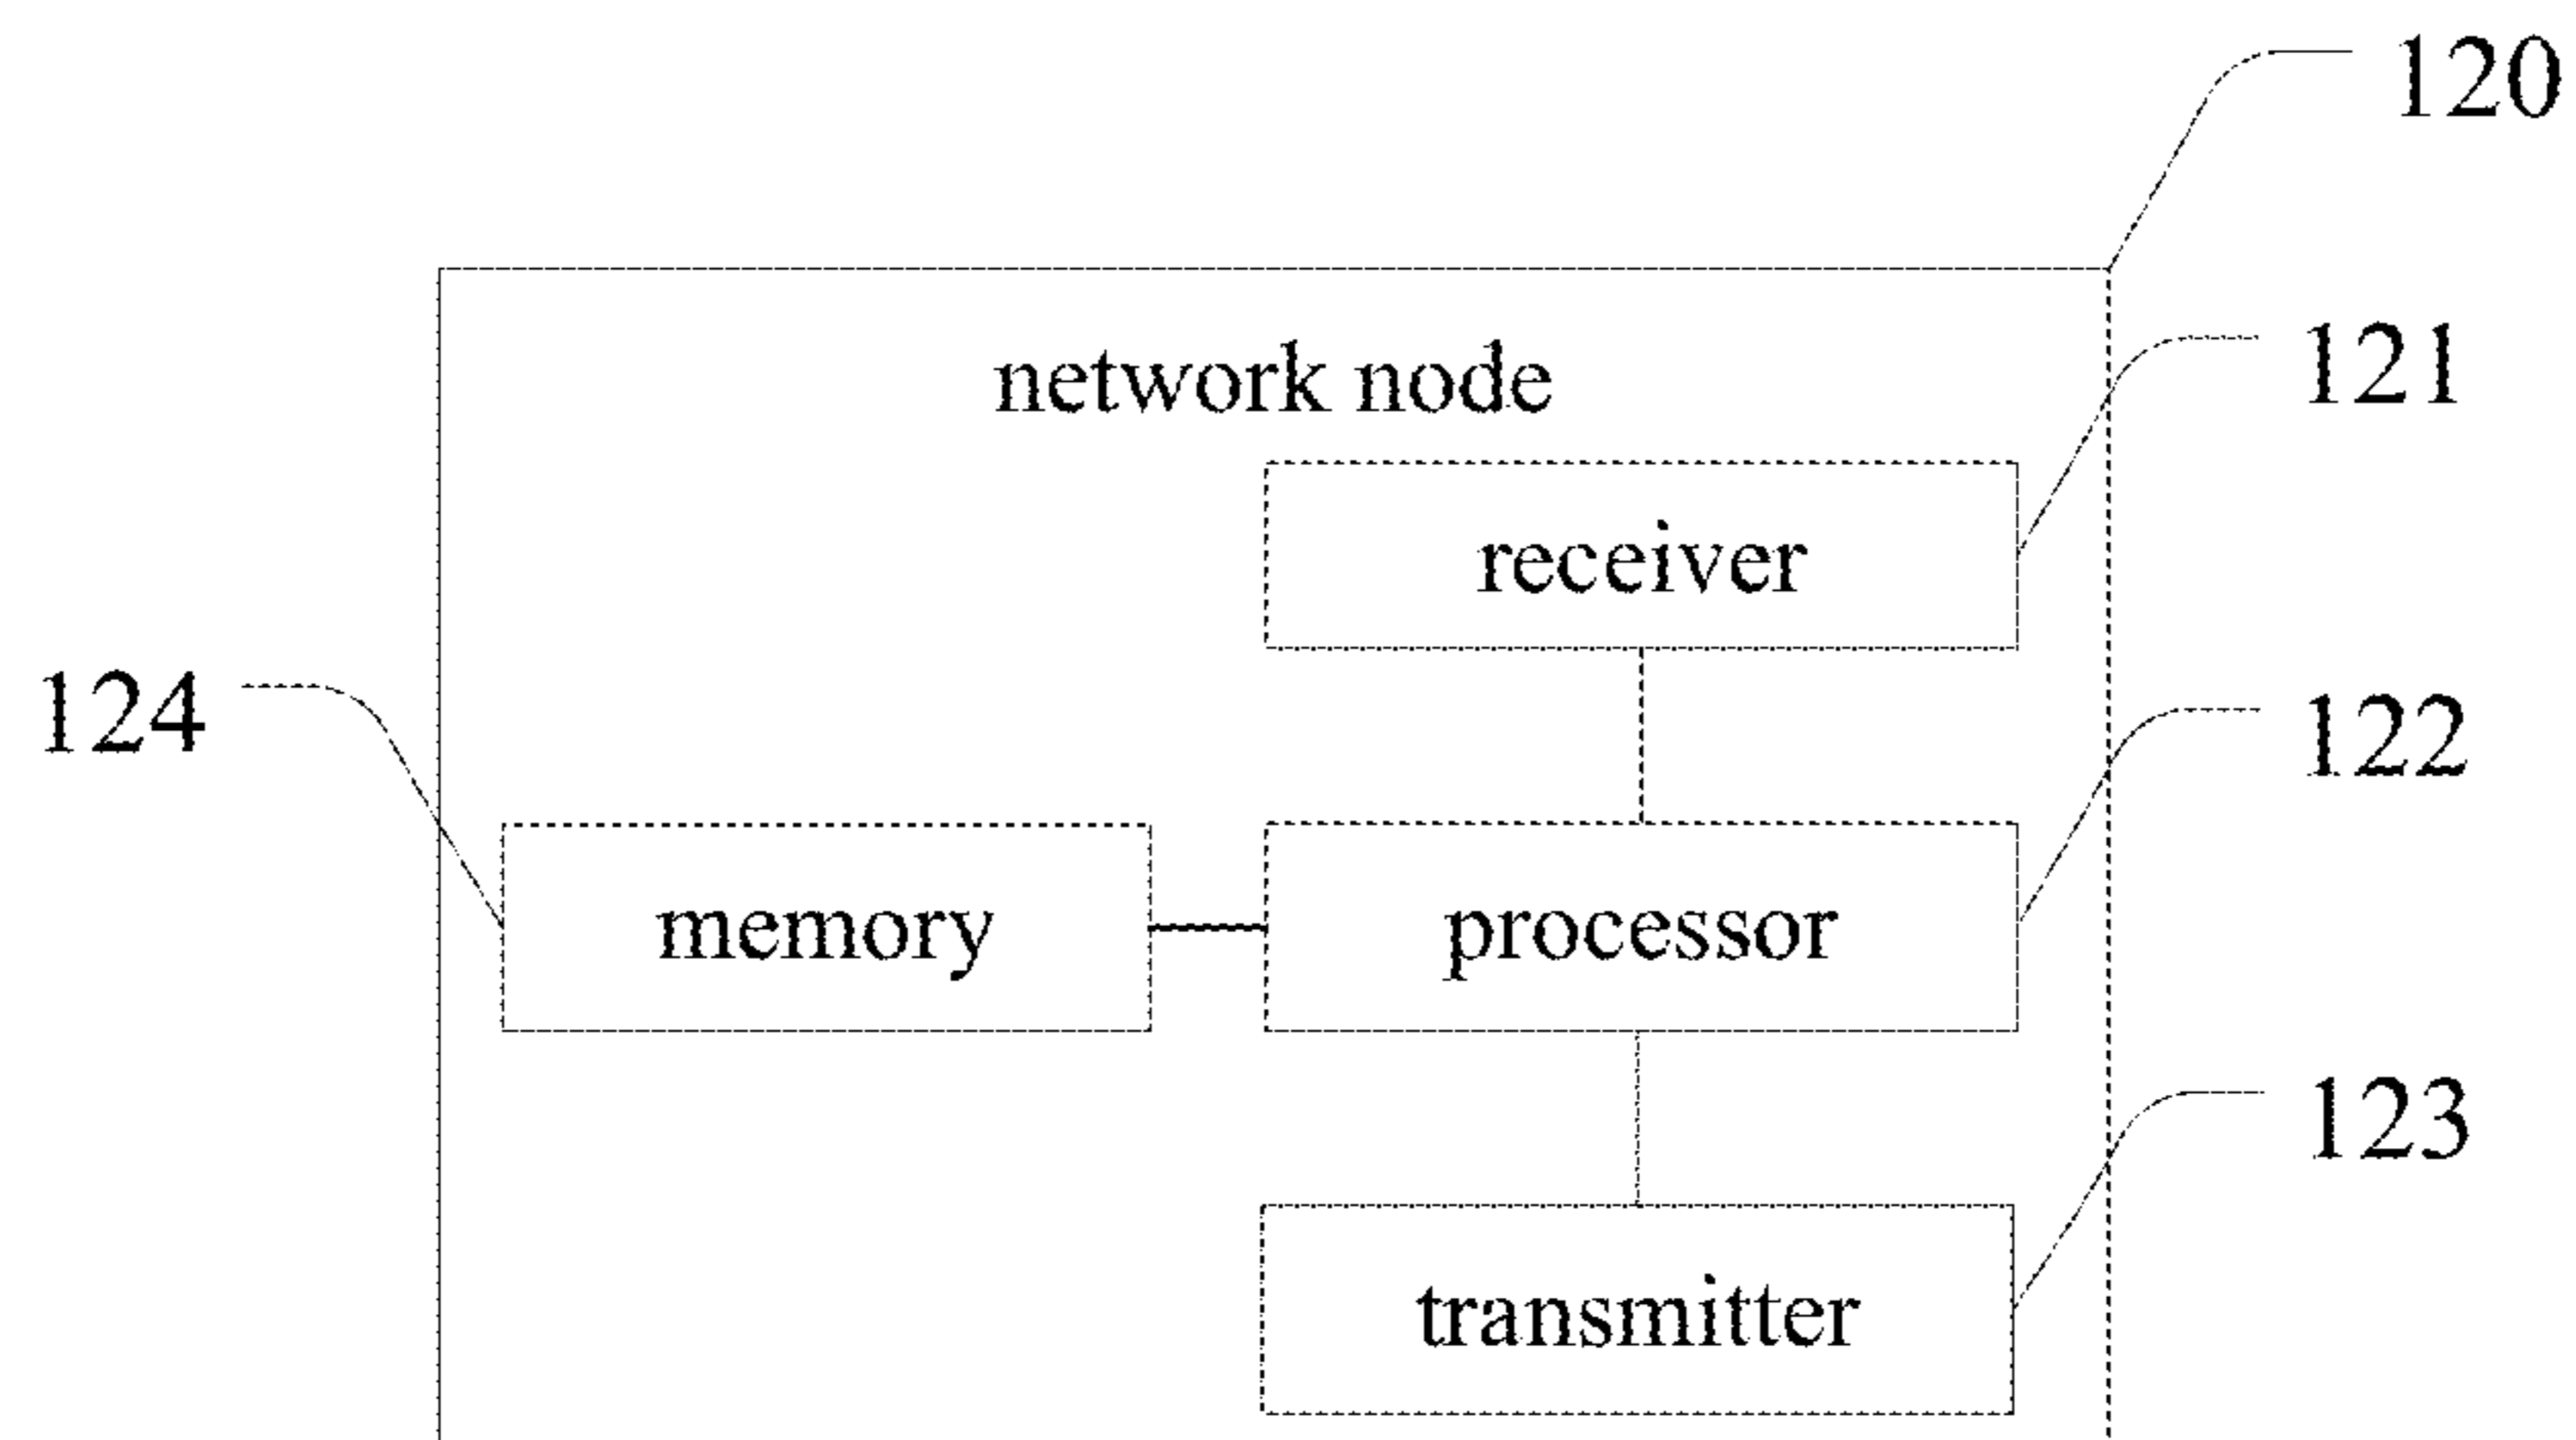 120
network node
121
receiver
124
122
memory
processor
123
transmitter